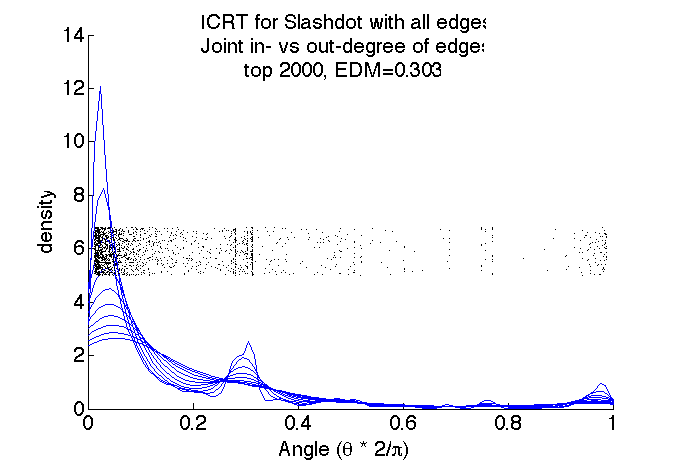 ICRT for Slashdot with all edges
Joint in- vs out-degree of edges
top 2000, EDM=0.303
14
12
10
8
6
4
2
0
density
0
0.2
0.4
0.6
0.8
1
Angle (θ * 2/π)